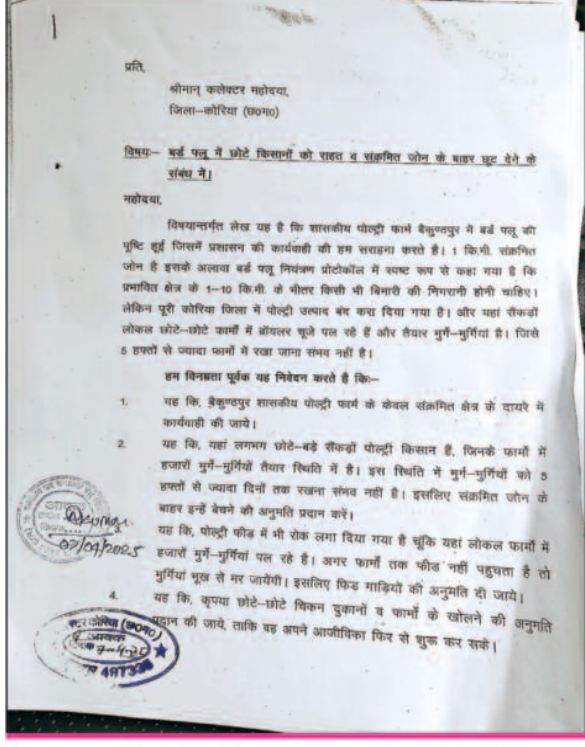 प्रति,
श्रीमान् कलेक्टर महोदया,
जिला–कोरिया (छ0ग0)
विषयः– बर्ड फ्लू में छोटे किसानों को राहत व संक्रमित जोन के बाहर छूट देने के
संबंध में।
महोदया,
विषयान्तर्गत लेख यह है कि शासकीय पोल्ट्री फार्म बैकुण्ठपुर में बर्ड फ्लू की
पुष्टि हुई जिसमें प्रशासन की कार्यवाही की हम सराहना करते है। 1 कि.मी. संक्रमित
जोन है इसके अलावा बर्ड फ्लू नियंत्रण प्रोटोकॉल में स्पष्ट रूप से कहा गया है कि
प्रभावित क्षेत्र के 1–10 कि.मी. के भीतर किसी भी बिमारी की निगरानी होनी चाहिए।
लेकिन पूरी कोरिया जिला में पोल्ट्री उत्पाद बंद करा दिया गया है। और यहां सैंकड़ों
लोकल छोटे–छोटे फार्मो में ब्रॉयलर चूजे पल रहे हैं और तैयार मुर्गे–मुर्गियां है। जिसे
5 हफ्तों से ज्यादा फार्मो में रखा जाना संभव नहीं है।
हम विनम्रता पूर्वक यह निवेदन करते है किः–
1. यह कि, बैकुण्ठपुर शासकीय पोल्ट्री फार्म के केवल संक्रमित क्षेत्र के दायरे में
कार्यवाही की जाये।
2. यह कि, यहां लगभग छोटे–बड़े सैंकड़ों पोल्ट्री किसान है, जिनके फार्मो में
हजारों मुर्गे–मुर्गियां तैयार स्थिति में है। इस स्थिति में मुर्गे–मुर्गियों को 5
हफ्तों से ज्यादा दिनों तक रखना संभव नहीं है। इसलिए संक्रमित जोन के
बाहर इन्हें बेचने की अनुमति प्रदान करें।
यह कि, पोल्ट्री फीड में भी रोक लगा दिया गया है चूंकि यहां लोकल फार्मो में
हजारों मुर्गे–मुर्गियां पल रहे है। अगर फार्मो तक फीड नहीं पहुचता है तो
मुर्गियां भूख से मर जायेंगी। इसलिए फिड गाड़ियों की अनुमति दी जाये।
07/04/2025
4. यह कि, कृपया छोटे–छोटे चिकन दुकानों व फार्मो के खोलने की अनुमति
प्रदान की जाये, ताकि वह अपने आजीविका फिर से शुरू कर सके।
कोरिया (छ0ग0)
आवक